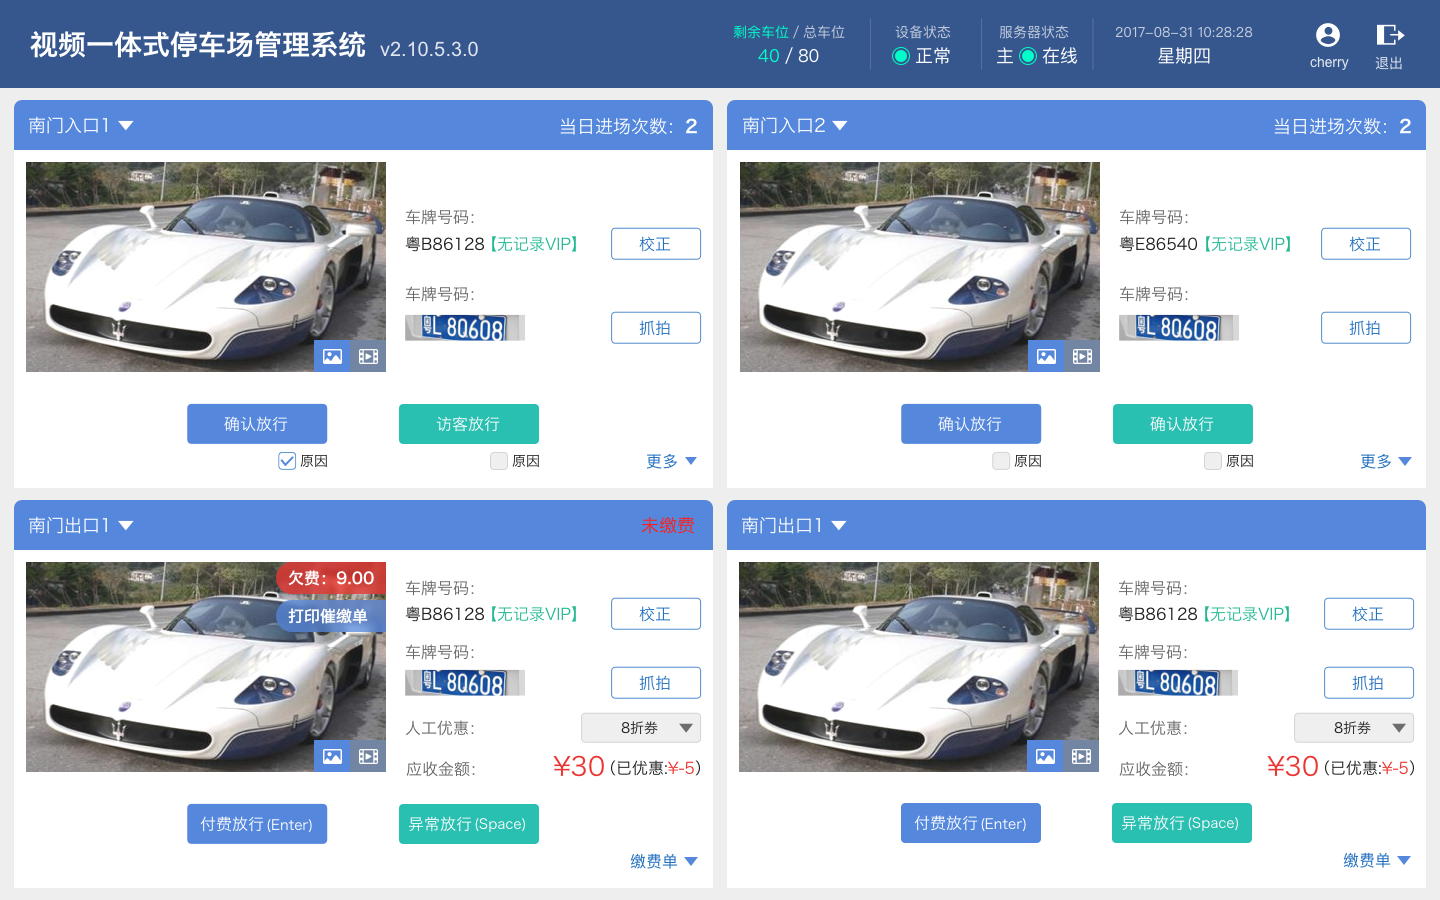 视频一体式停车场管理系统 v2.10.5.3.0
剩余车位 / 总车位
40 / 80
设备状态
正常
服务器状态
主 在线
2017-08-31 10:28:28
星期四
cherry
退出
南门入口1
当日进场次数：2
车牌号码：
粤B86128【无记录VIP】
校正
车牌号码：
粤L 8Q608
抓拍
确认放行
访客放行
原因
原因
更多
南门入口2
当日进场次数：2
车牌号码：
粤E86540【无记录VIP】
校正
车牌号码：
粤L 8Q608
抓拍
确认放行
确认放行
原因
原因
更多
南门出口1
未缴费
欠费：9.00
打印催缴单
车牌号码：
粤B86128【无记录VIP】
校正
车牌号码：
粤L 8Q608
抓拍
人工优惠：
8折券
应收金额：
¥30 (已优惠:¥-5)
付费放行 (Enter)
异常放行 (Space)
缴费单
南门出口1
车牌号码：
粤B86128【无记录VIP】
校正
车牌号码：
粤L 8Q608
抓拍
人工优惠：
8折券
应收金额：
¥30 (已优惠:¥-5)
付费放行 (Enter)
异常放行 (Space)
缴费单